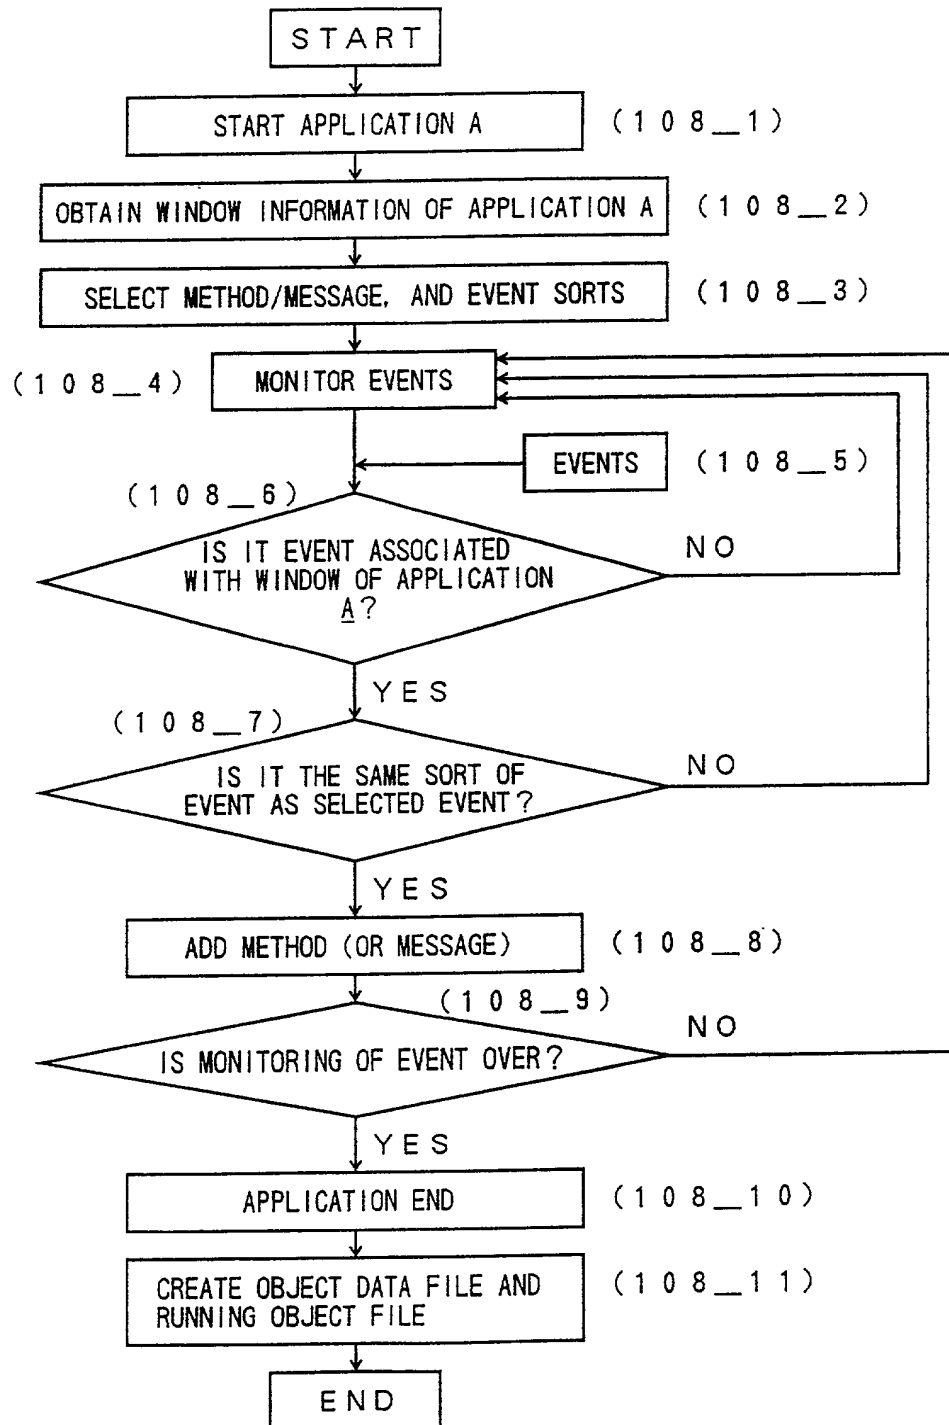 START
START APPLICATION A
(108_1)
OBTAIN WINDOW INFORMATION OF APPLICATION A
(108_2)
SELECT METHOD/MESSAGE, AND EVENT SORTS
(108_3)
(108_4)
MONITOR EVENTS
EVENTS
(108_5)
(108_6)
IS IT EVENT ASSOCIATED
WITH WINDOW OF APPLICATION
A?
NO
YES
(108_7)
IS IT THE SAME SORT OF
EVENT AS SELECTED EVENT?
NO
YES
ADD METHOD (OR MESSAGE)
(108_8)
(108_9)
IS MONITORING OF EVENT OVER?
NO
YES
APPLICATION END
(108_10)
CREATE OBJECT DATA FILE AND
RUNNING OBJECT FILE
(108_11)
END